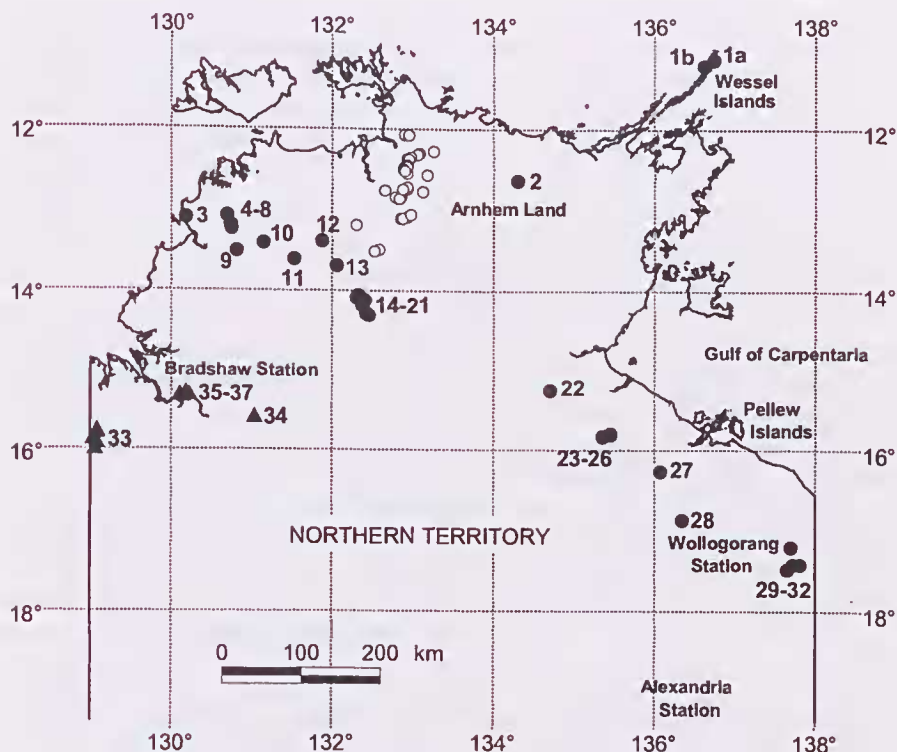 130° 132° 134° 136° 138°
1b 1a
Wessel
Islands
12° 12°
2
Arnhem Land
3 4-8
12
10
9
11
13
14° 14°
14-21
Gulf of Carpentaria
Bradshaw Station
35-37
22
34
Pellew
Islands
33
16° 16°
23-26
27
28
NORTHERN TERRITORY
Wollogorang
Station
29-32
18° 18°
0 100 200 km
Alexandria
Station
130° 132° 134° 136° 138°